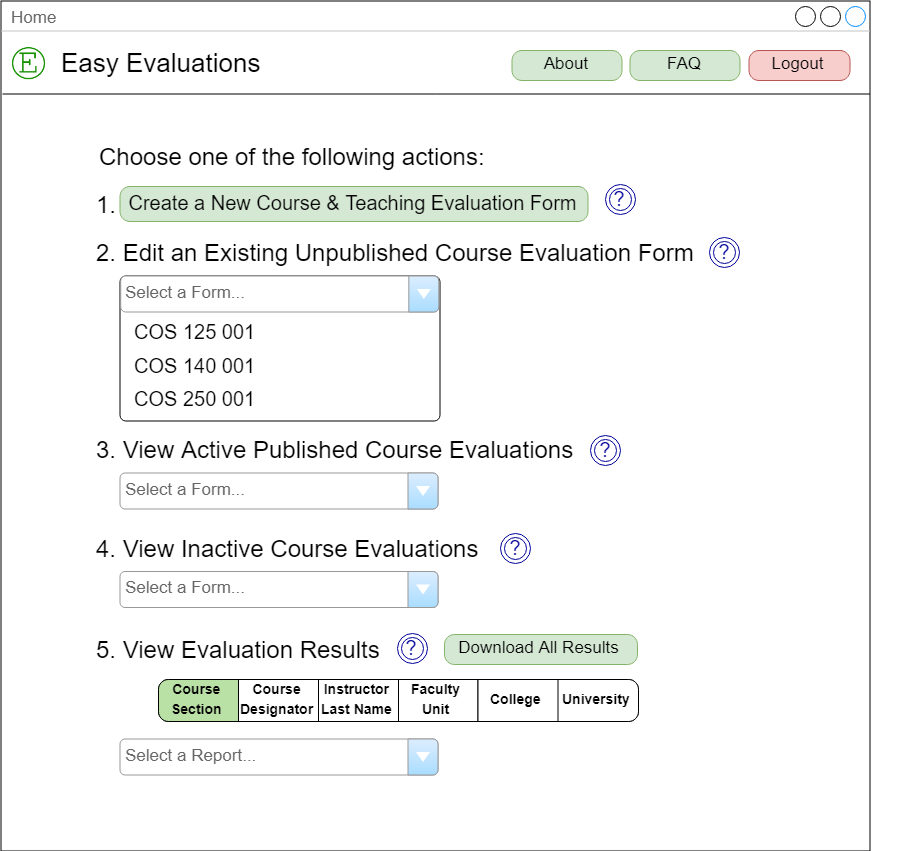 Home
E Easy Evaluations
About
FAQ
Logout
Choose one of the following actions:
1. Create a New Course & Teaching Evaluation Form ?
2. Edit an Existing Unpublished Course Evaluation Form ?
Select a Form...
COS 125 001
COS 140 001
COS 250 001
3. View Active Published Course Evaluations ?
Select a Form...
4. View Inactive Course Evaluations ?
Select a Form...
5. View Evaluation Results ? Download All Results
Course Section
Course Designator
Instructor Last Name
Faculty Unit
College
University
Select a Report...